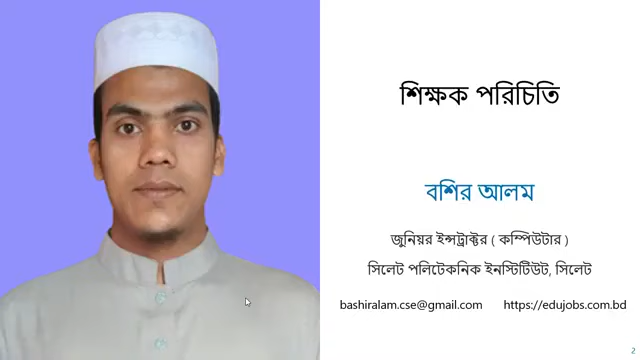 শিক্ষক পরিচিতি
বশির আলম
জুনিয়র ইন্সট্রাক্টর ( কম্পিউটার )
সিলেট পলিটেকনিক ইনস্টিটিউট, সিলেট
bashiralam.cse@gmail.com https://edujobs.com.bd
2